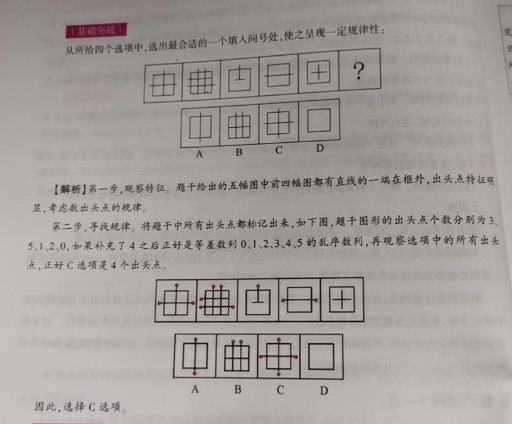 【基础突破】
从所给四个选项中,选出最合适的一个填入问号处,使之呈现一定规律性:
?
A B C D
【解析】第一步,观察特征。题干给出的五幅图中前四幅图都有直线的一端在框外,出头点特征明
显,考虑数出头点的规律。
第二步,寻找规律。将题干中所有出头点都标记出来,如下图,题干图形的出头点个数分别为3、
5,1,2,0,如果补充了4之后正好是等差数列0,1,2,3,4,5的乱序数列,再观察选项中的所有出头
点,正好C选项是4个出头点。
A B C D
因此,选择C选项。